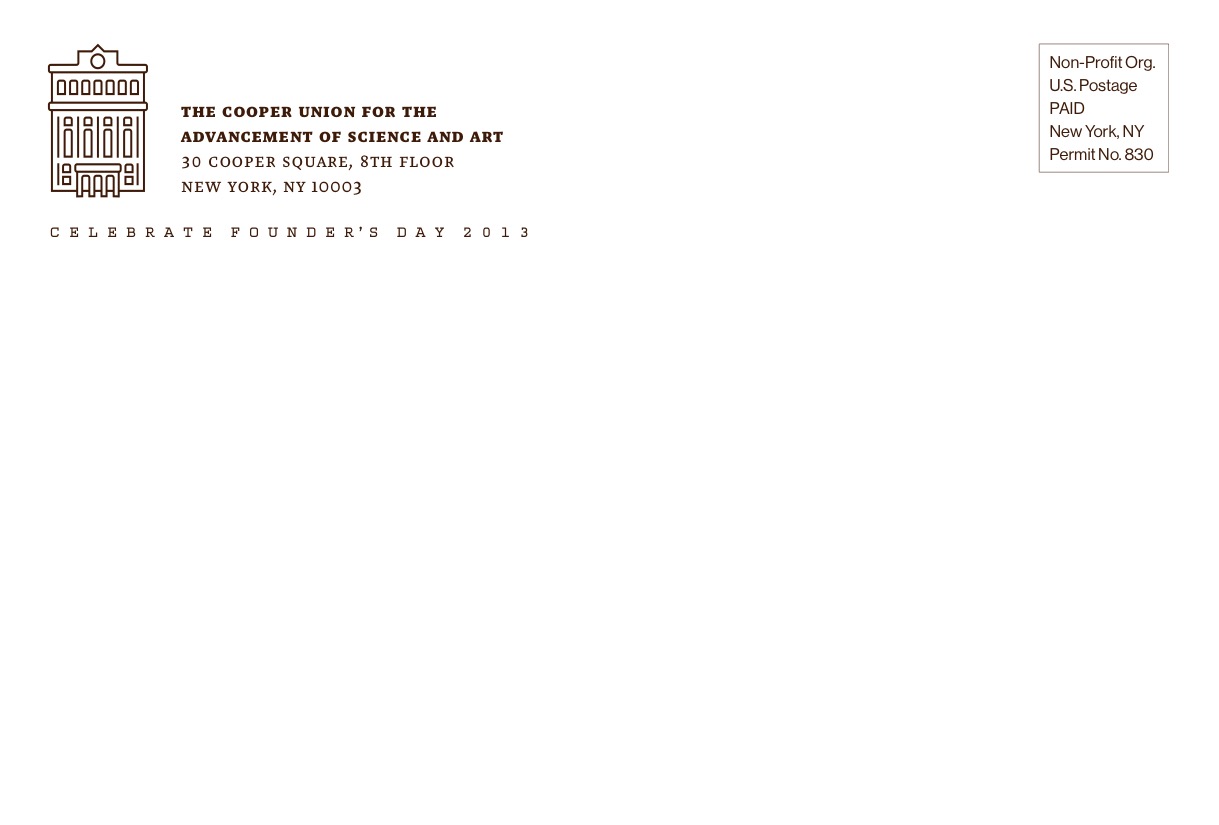 THE COOPER UNION FOR THE
ADVANCEMENT OF SCIENCE AND ART
30 COOPER SQUARE, 8TH FLOOR
NEW YORK, NY 10003
CELEBRATE FOUNDER'S DAY 2013
Non-Profit Org.
U.S. Postage
PAID
New York, NY
Permit No. 830